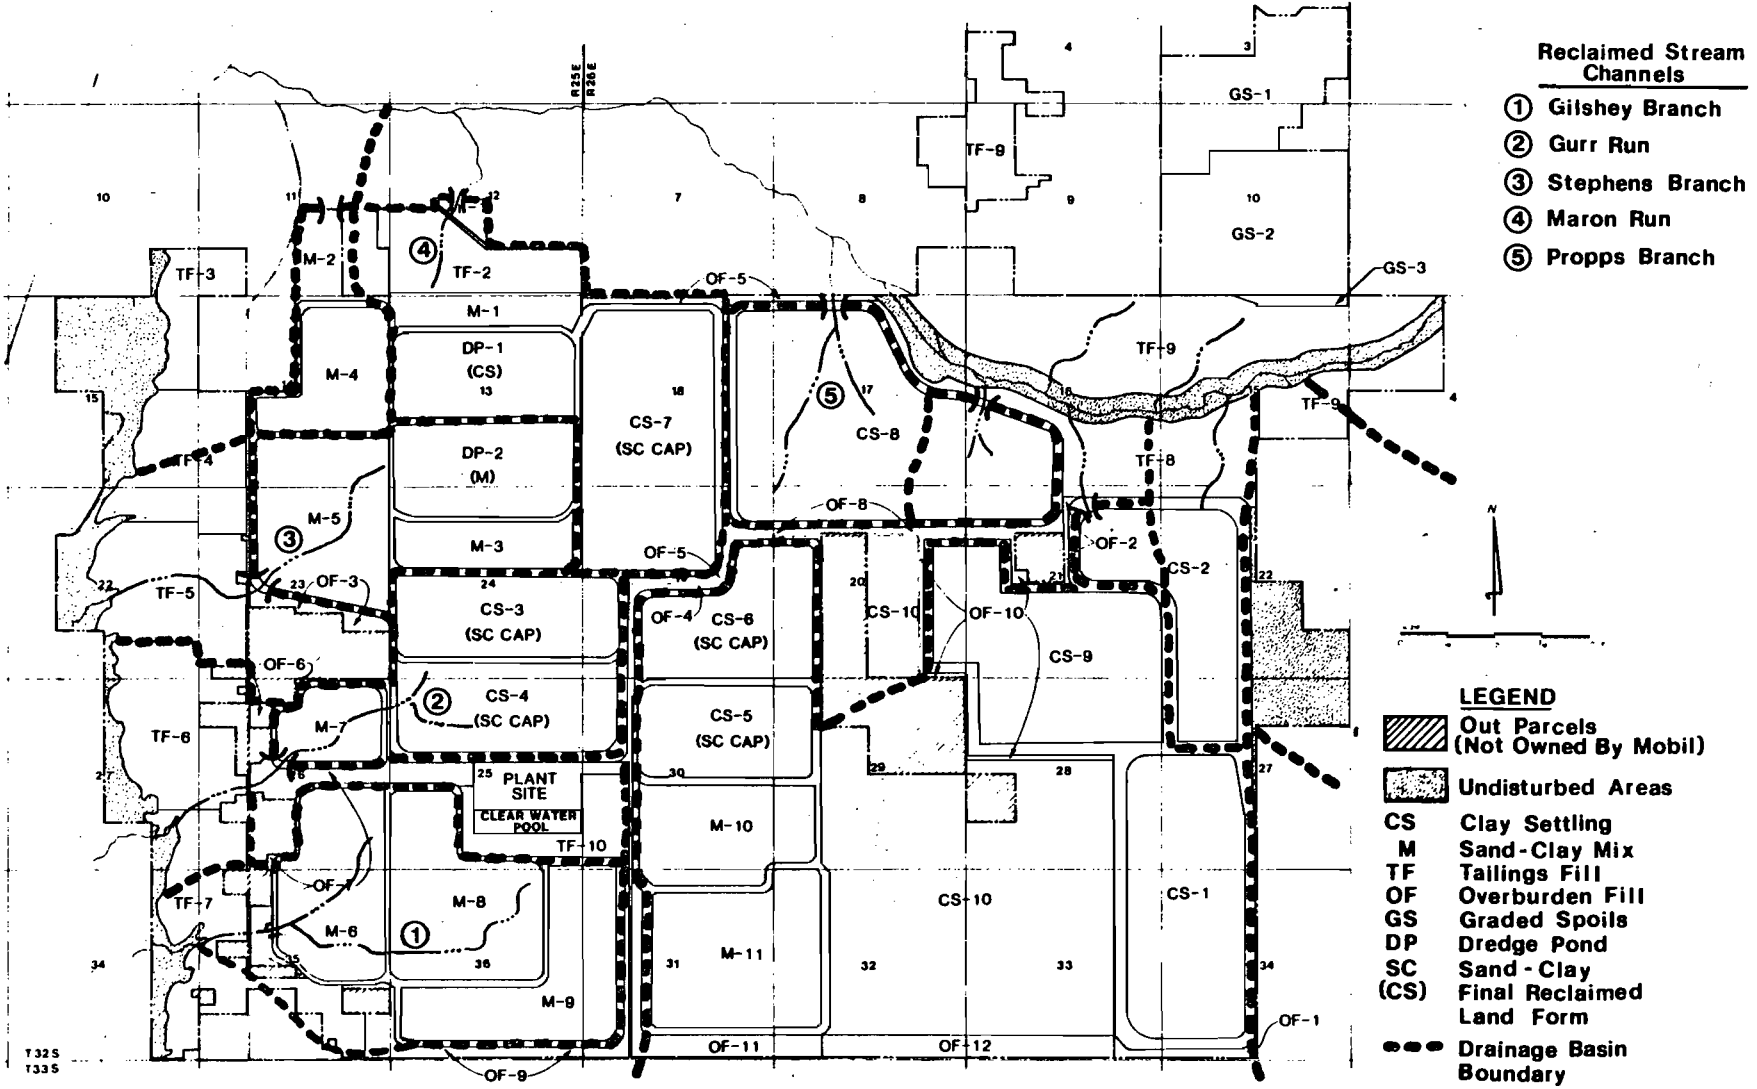 Reclaimed Stream
Channels
1 Gilshey Branch
2 Gurr Run
3 Stephens Branch
4 Maron Run
5 Propps Branch
R25E
R26E
4
3
GS-1
TF-9
10
11
12
7
8
9
10
GS-2
GS-3
TF-3
M-2
4
TF-2
OF-5
M-1
DP-1
(CS)
13
M-4
15
18
CS-7
(SC CAP)
5
17
CS-8
TF-9
16
TF-9
4
TF-4
DP-2
(M)
TF-8
M-5
3
M-3
OF-8
OF-5
OF-2
CS-2
22
TF-5
23
OF-3
24
CS-3
(SC CAP)
OF-4
CS-6
(SC CAP)
20
CS-10
OF-10
21
22
CS-9
OF-6
CS-4
(SC CAP)
2
M-7
CS-5
(SC CAP)
TF-6
27
25
PLANT
SITE
CLEAR WATER
POOL
TF-10
30
29
28
27
M-10
OF-7
TF-7
M-8
M-6
1
CS-10
CS-1
34
35
36
31
M-11
32
33
34
M-9
OF-11
OF-12
OF-1
OF-9
T32S
T33S
N
LEGEND
Out Parcels
(Not Owned By Mobil)
Undisturbed Areas
CS Clay Settling
M Sand-Clay Mix
TF Tailings Fill
OF Overburden Fill
GS Graded Spoils
DP Dredge Pond
SC Sand-Clay
(CS) Final Reclaimed
Land Form
Drainage Basin
Boundary